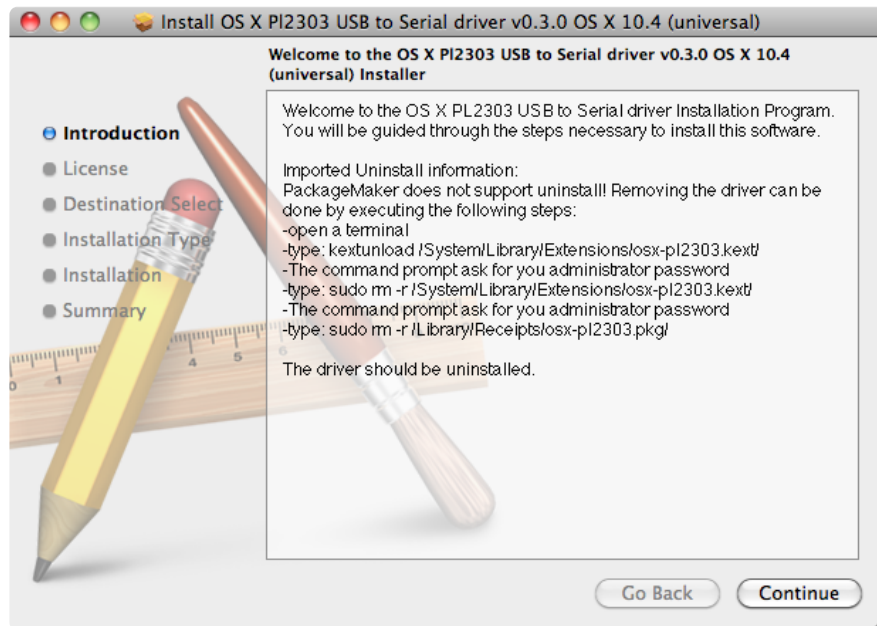 Install OS X Pl2303 USB to Serial driver v0.3.0 OS X 10.4 (universal)
Welcome to the OS X Pl2303 USB to Serial driver v0.3.0 OS X 10.4
(universal) Installer
Introduction
License
Destination Select
Installation Type
Installation
Summary
Welcome to the OS X PL2303 USB to Serial driver Installation Program.
You will be guided through the steps necessary to install this software.
Imported Uninstall information:
PackageMaker does not support uninstall! Removing the driver can be
done by executing the following steps:
-open a terminal
-type: kextunload /System/Library/Extensions/osx-pl2303.kext/
-The command prompt ask for you administrator password
-type: sudo rm -r /System/Library/Extensions/osx-pl2303.kext/
-The command prompt ask for you administrator password
-type: sudo rm -r /Library/Receipts/osx-pl2303.pkg/
The driver should be uninstalled.
1 4 5 6
Go Back
Continue